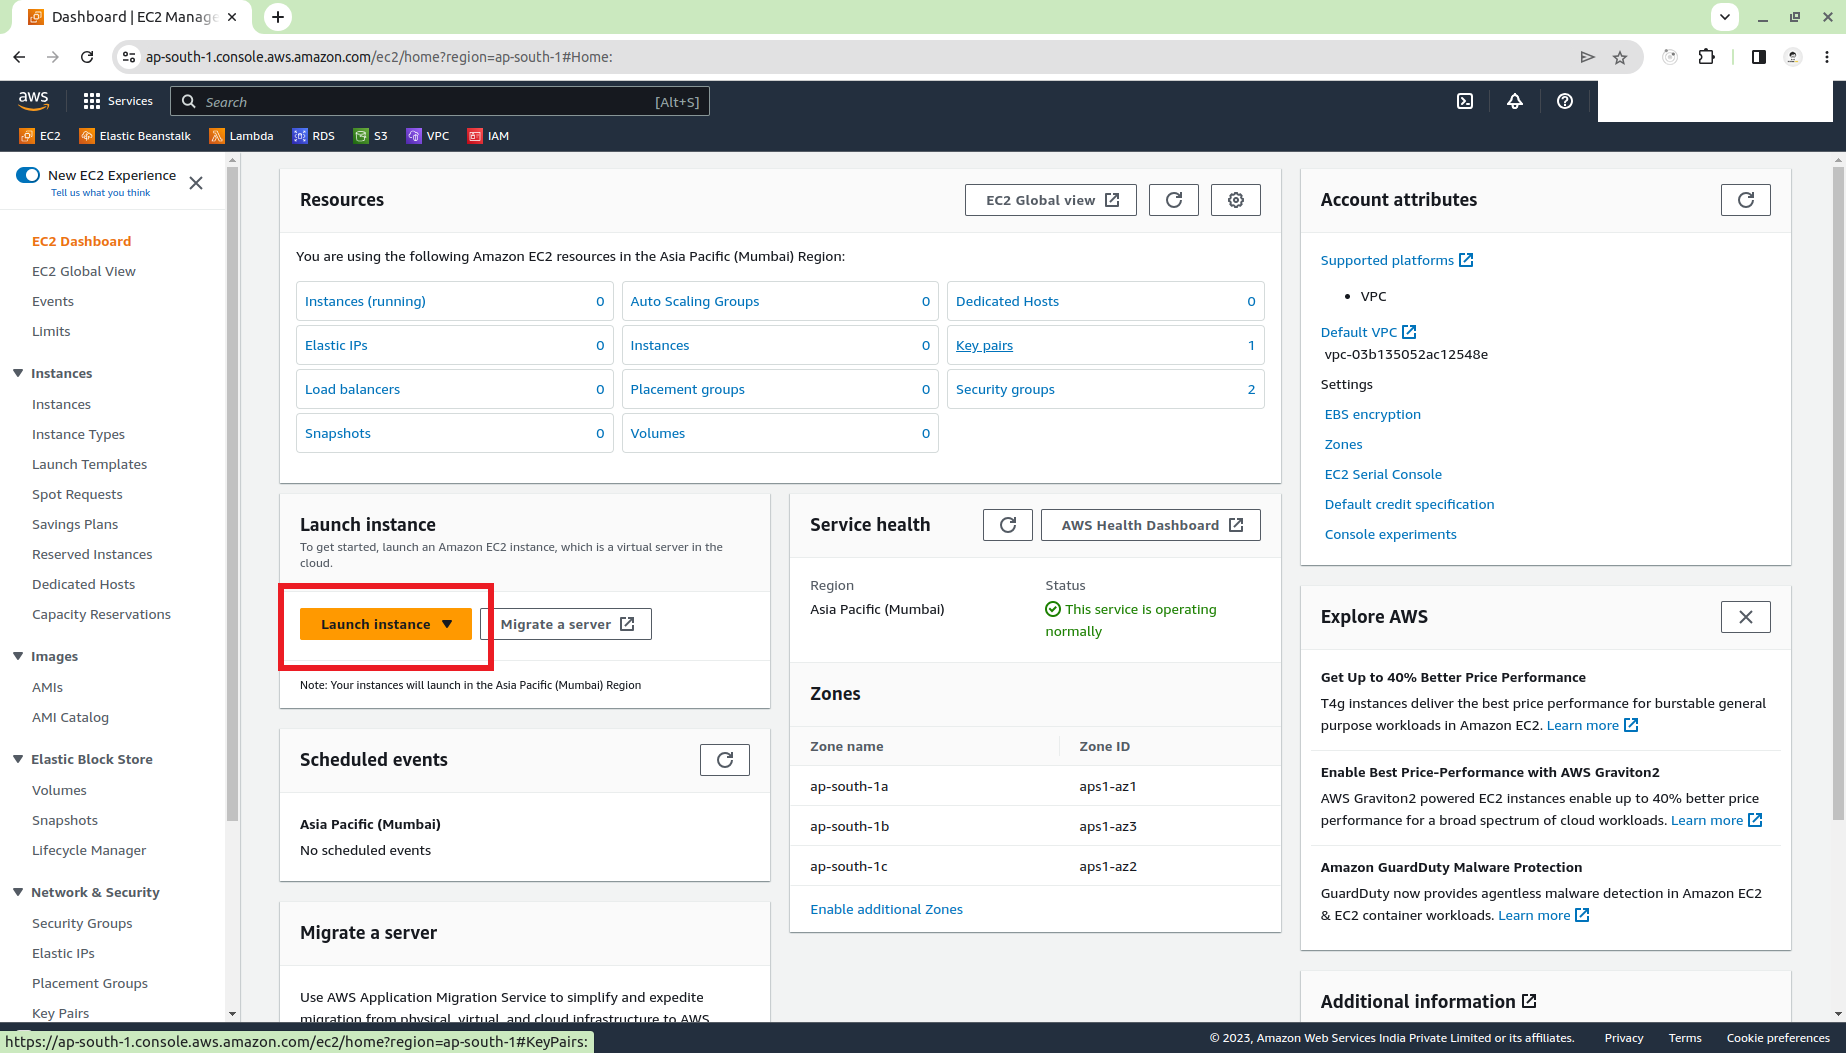 Dashboard | EC2 Manage
ap-south-1.console.aws.amazon.com/ec2/home?region=ap-south-1#Home:
aws
Services
Search
[Alt+S]
EC2
Elastic Beanstalk
Lambda
RDS
S3
VPC
IAM
New EC2 Experience
Tell us what you think
EC2 Dashboard
EC2 Global View
Events
Limits
Instances
Instances
Instance Types
Launch Templates
Spot Requests
Savings Plans
Reserved Instances
Dedicated Hosts
Capacity Reservations
Images
AMIs
AMI Catalog
Elastic Block Store
Volumes
Snapshots
Lifecycle Manager
Network & Security
Security Groups
Elastic IPs
Placement Groups
Key Pairs
Resources
EC2 Global view
You are using the following Amazon EC2 resources in the Asia Pacific (Mumbai) Region:
Instances (running) 0
Auto Scaling Groups 0
Dedicated Hosts 0
Elastic IPs 0
Instances 0
Key pairs 1
Load balancers 0
Placement groups 0
Security groups 2
Snapshots 0
Volumes 0
Launch instance
To get started, launch an Amazon EC2 instance, which is a virtual server in the
cloud.
Launch instance
Migrate a server
Note: Your instances will launch in the Asia Pacific (Mumbai) Region
Scheduled events
Asia Pacific (Mumbai)
No scheduled events
Migrate a server
Use AWS Application Migration Service to simplify and expedite
migration from physical, virtual, and cloud infrastructure to AWS.
Service health
AWS Health Dashboard
Region
Asia Pacific (Mumbai)
Status
This service is operating
normally
Zones
Zone name Zone ID
ap-south-1a aps1-az1
ap-south-1b aps1-az3
ap-south-1c aps1-az2
Enable additional Zones
Account attributes
Supported platforms
VPC
Default VPC
vpc-03b135052ac12548e
Settings
EBS encryption
Zones
EC2 Serial Console
Default credit specification
Console experiments
Explore AWS
Get Up to 40% Better Price Performance
T4g instances deliver the best price performance for burstable general
purpose workloads in Amazon EC2. Learn more
Enable Best Price-Performance with AWS Graviton2
AWS Graviton2 powered EC2 instances enable up to 40% better price
performance for a broad spectrum of cloud workloads. Learn more
Amazon GuardDuty Malware Protection
GuardDuty now provides agentless malware detection in Amazon EC2
& EC2 container workloads. Learn more
Additional information
https://ap-south-1.console.aws.amazon.com/ec2/home?region=ap-south-1#KeyPairs:
© 2023, Amazon Web Services India Private Limited or its affiliates.
Privacy
Terms
Cookie preferences